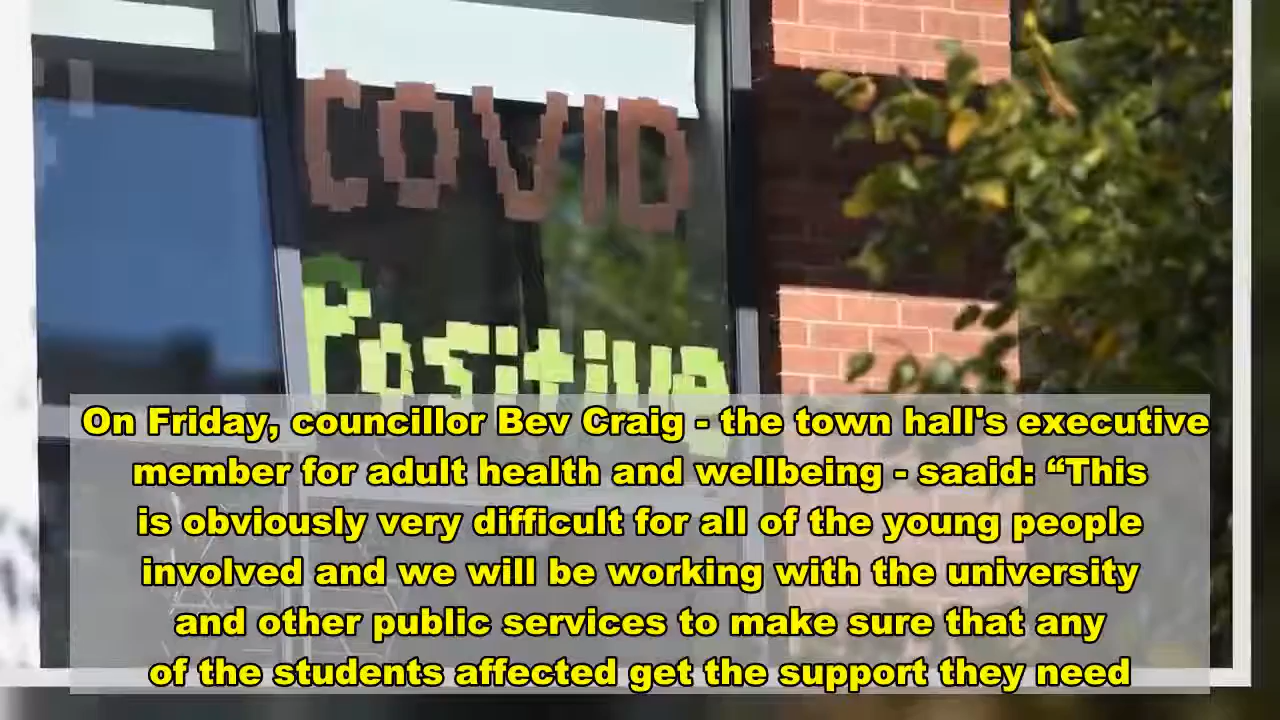 COVID
Positive
On Friday, councillor Bev Craig - the town hall's executive
member for adult health and wellbeing - saaid: “This
is obviously very difficult for all of the young people
involved and we will be working with the university
and other public services to make sure that any
of the students affected get the support they need